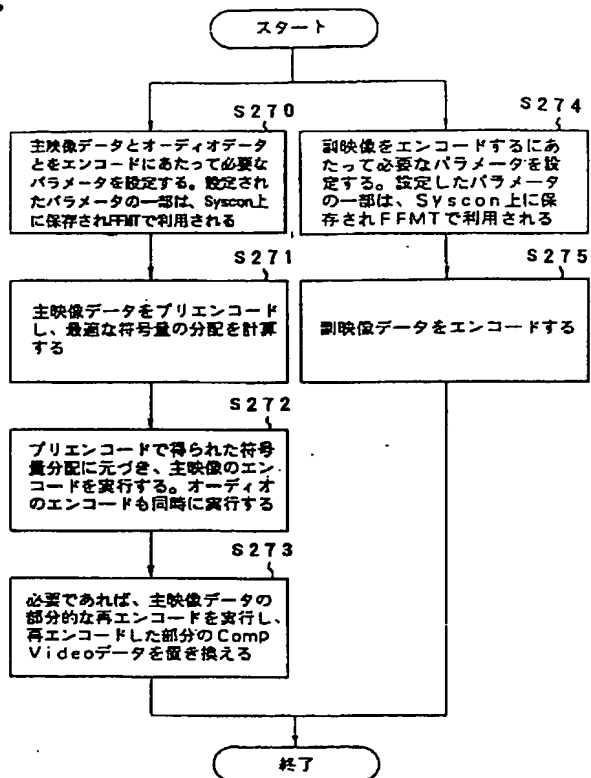 スタート
S270
主映像データとオーディオデータ
とをエンコードにあたって必要な
パラメータを設定する。設定され
たパラメータの一部は、Syscon上
に保存されFFMTで利用される
S271
主映像データをプリエンコード
し、最適な符号量の分配を計算
する
S272
プリエンコードで得られた符号
量分配に元づき、主映像のエン
コードを実行する。オーディオ
のエンコードも同時に実行する
S273
必要であれば、主映像データの
部分的な再エンコードを実行し、
再エンコードした部分のComp
Videoデータを置き換える
S274
副映像をエンコードするにあ
たって必要なパラメータを設
定する。設定したパラメータ
の一部は、Syscon上に保
存されFFMTで利用される
S275
副映像データをエンコードする
終了